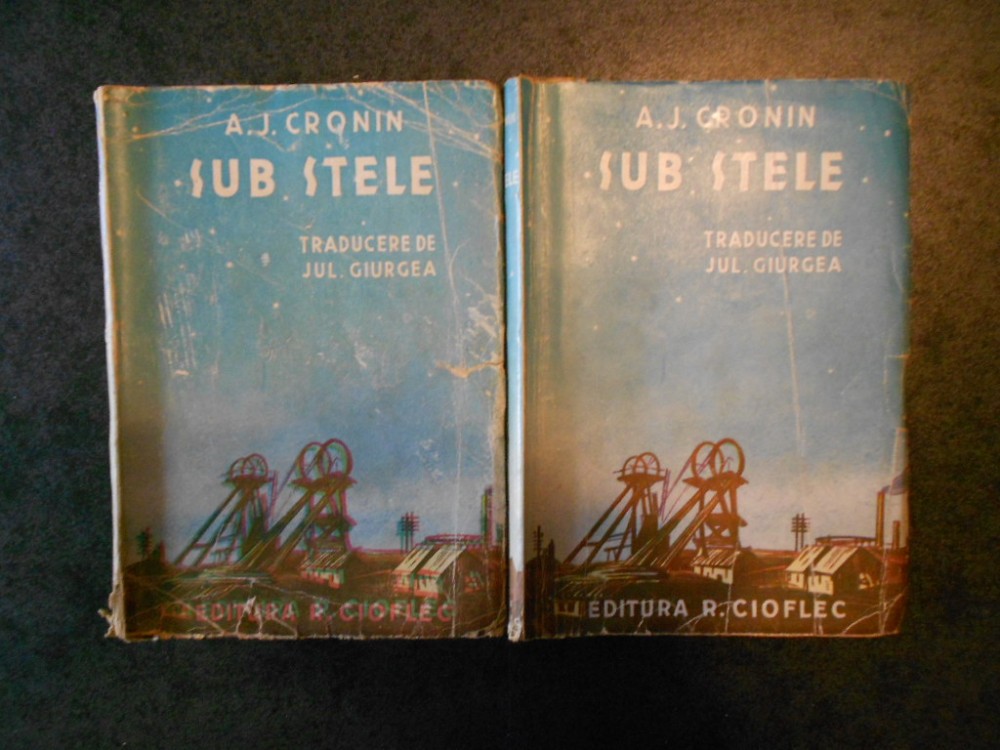 A.J. CRONIN
SUB STELE
TRADUCERE DE
JUL. GIURGEA
EDITURA R. CIOFLEC
A.J. CRONIN
SUB STELE
TRADUCERE DE
JUL. GIURGEA
EDITURA R. CIOFLEC